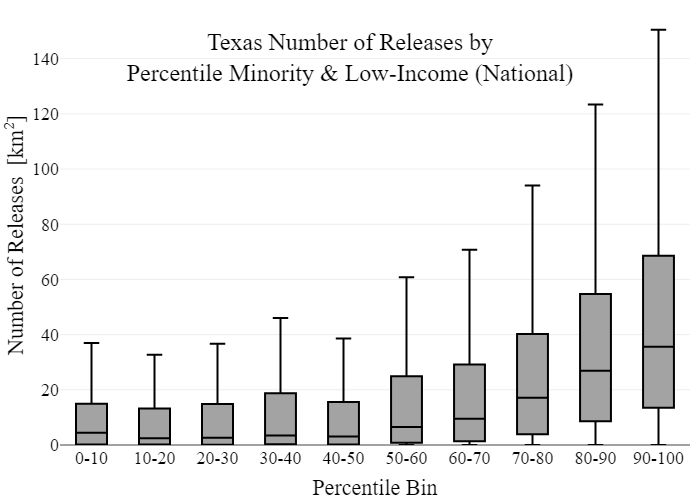 Texas Number of Releases by
Percentile Minority & Low-Income (National)
Number of Releases [km²]
140
120
100
80
60
40
20
0
0-10 10-20 20-30 30-40 40-50 50-60 60-70 70-80 80-90 90-100
Percentile Bin